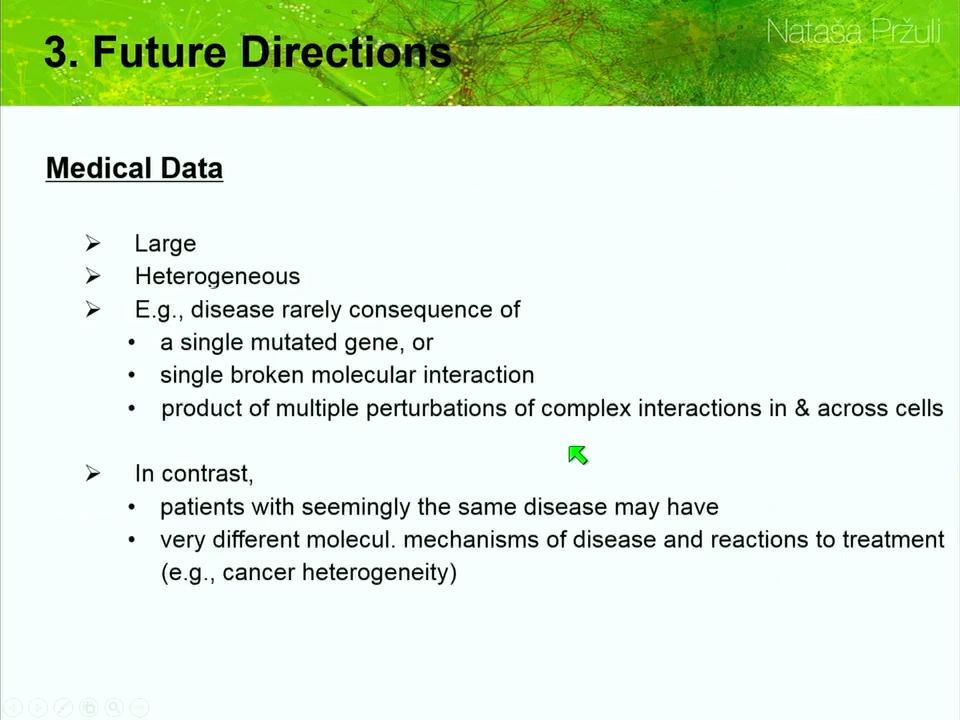 Nataša Pržuli
3. Future Directions
Medical Data
➢ Large
➢ Heterogeneous
➢ E.g., disease rarely consequence of
• a single mutated gene, or
• single broken molecular interaction
• product of multiple perturbations of complex interactions in & across cells
➢ In contrast,
• patients with seemingly the same disease may have
• very different molecul. mechanisms of disease and reactions to treatment
(e.g., cancer heterogeneity)